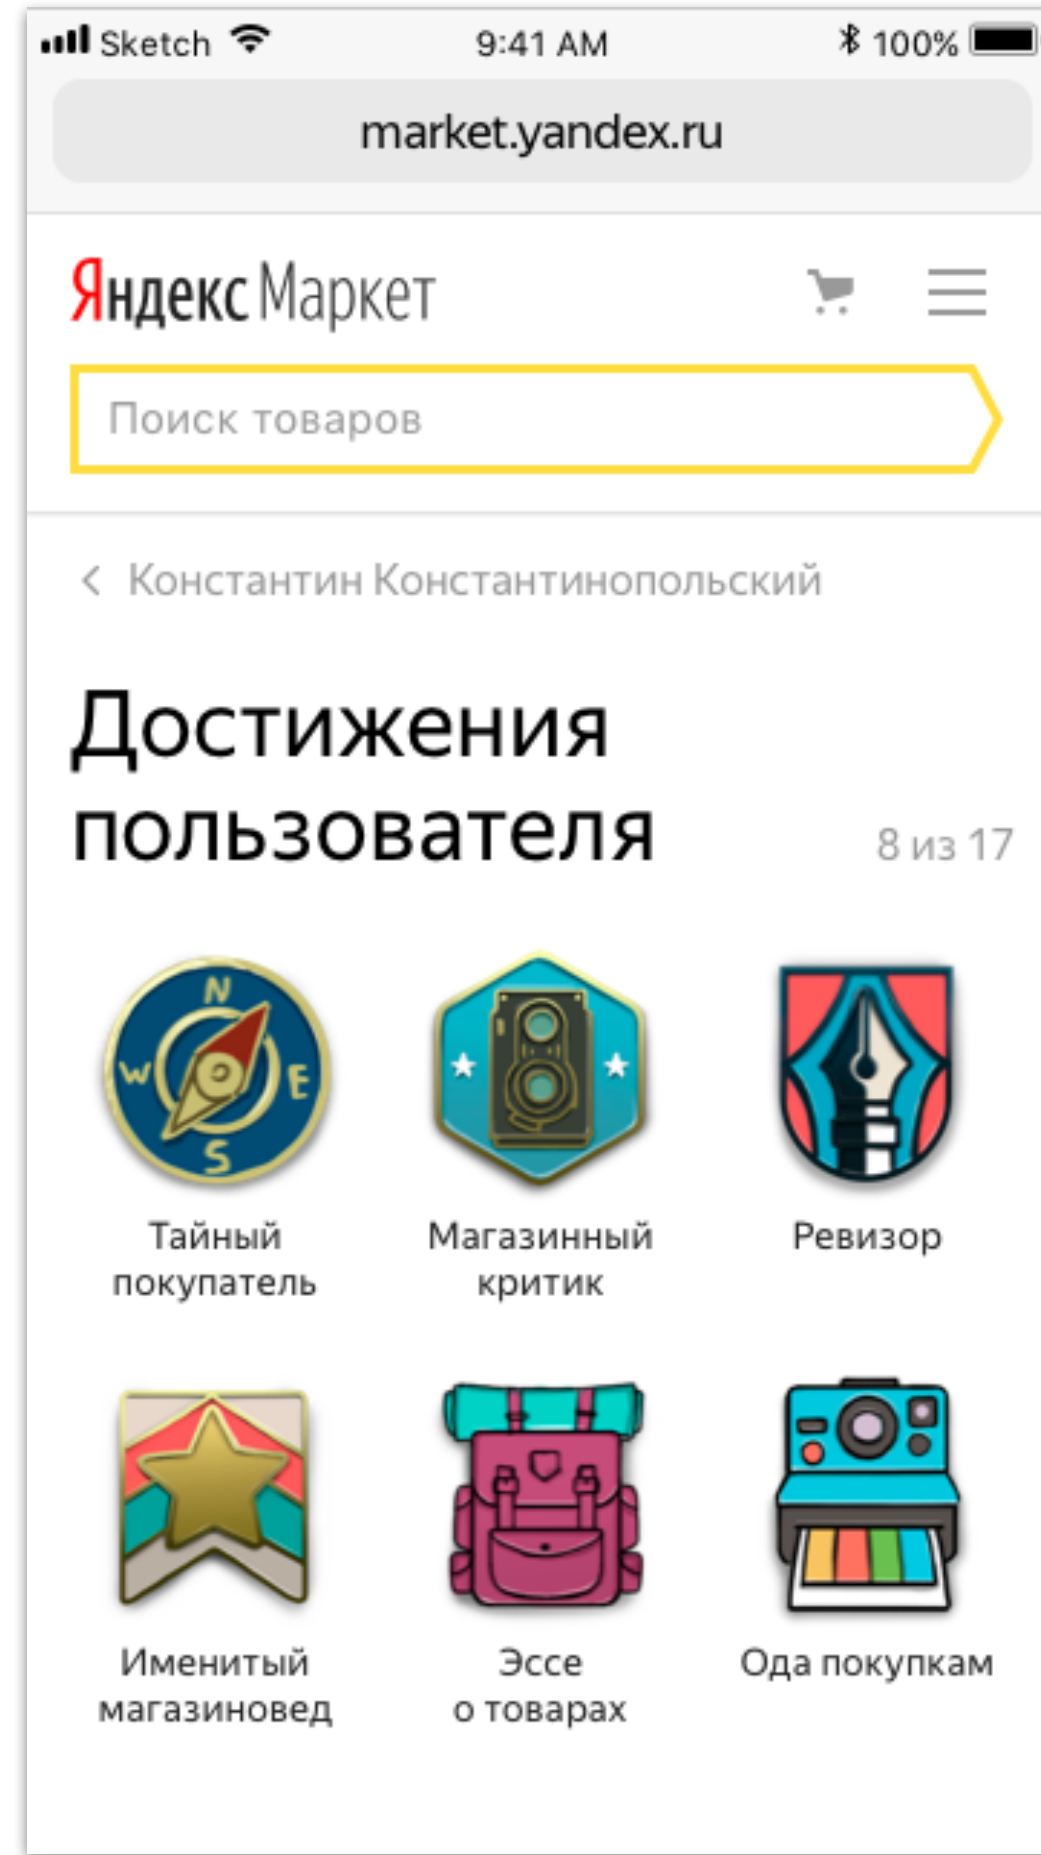 Sketch 9:41 AM 100%
market.yandex.ru
Яндекс Маркет
Поиск товаров
Константин Константинопольский
Достижения
пользователя 8 из 17
N
W E
S
Тайный
покупатель
Магазинный
критик
Ревизор
Именитый
магазиновед
Эссе
о товарах
Ода покупкам